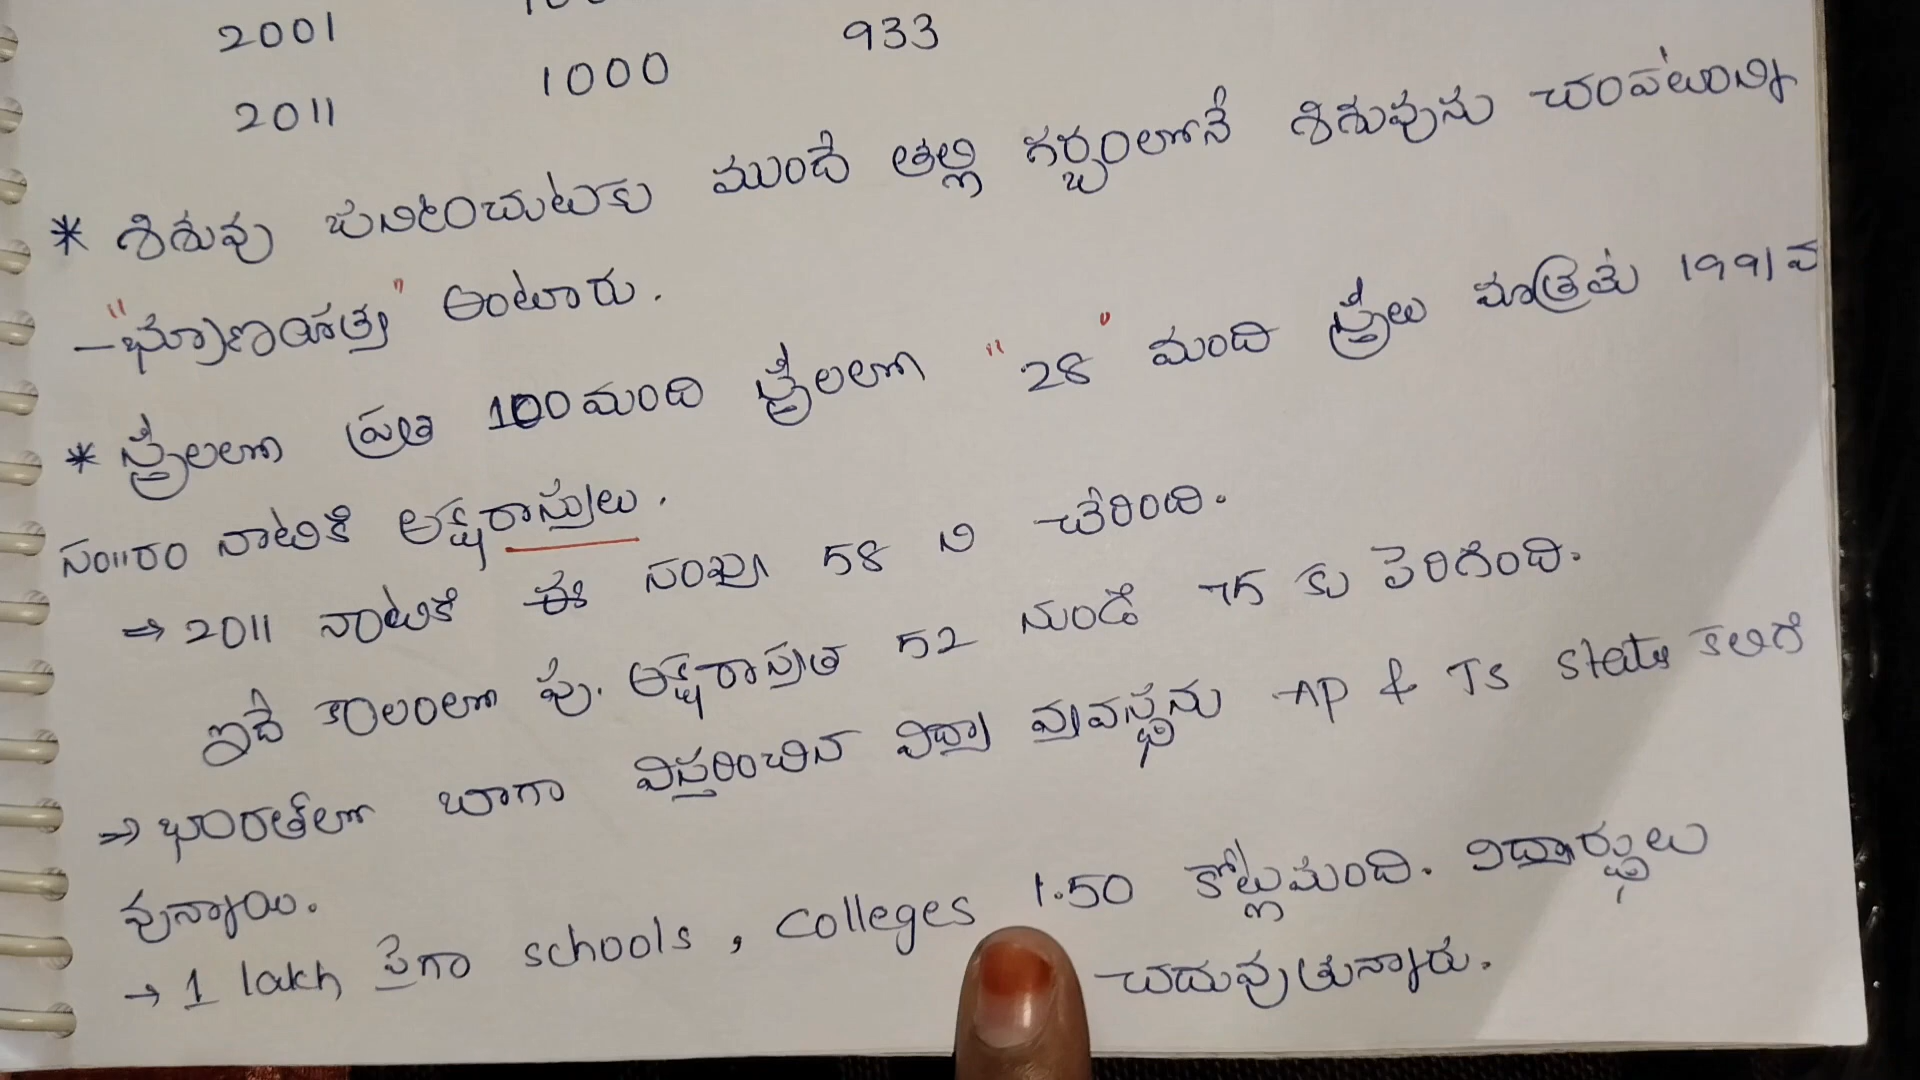 2001 933
2011 1000
* శిశువు జనించుటకు ముందే తల్లి గర్భంలోనే శిశువును చంపటాన్ని
– "భ్రూణహత్య" అంటారు.
* స్త్రీలలో ప్రతి 100 మంది స్త్రీలలో "28" మంది స్త్రీలు మాత్రమే 1991వ
సం॥రం నాటికి అక్షరాస్యులు.
⇒ 2011 నాటికి ఈ సంఖ్య 58 ని చేరింది.
ఇదే కాలంలో పు. అక్షరాస్యత 52 నుండి 75 కు పెరిగింది.
⇒ భారత్‌లో బాగా విస్తరించిన విద్యా వ్యవస్థను AP & TS states కలిగి
వున్నాయి.
→ 1 lakh పైగా schools, colleges 1.50 కోట్లమంది. విద్యార్థులు
చదువుతున్నారు.